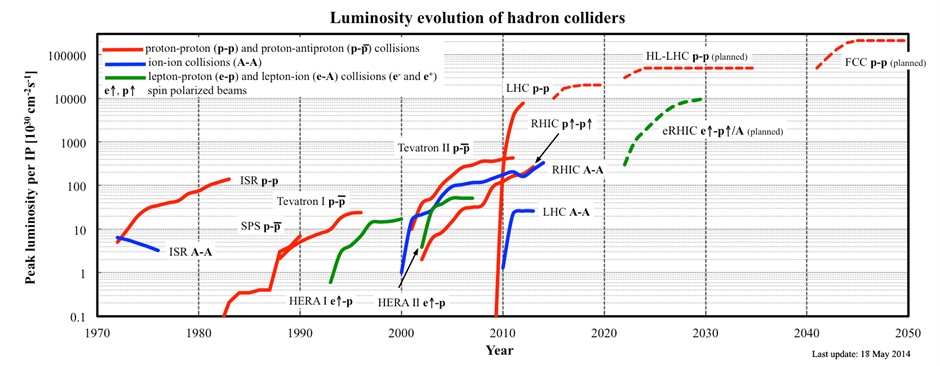 Luminosity evolution of hadron colliders
proton-proton (p-p) and proton-antiproton (p-p̅) collisions
ion-ion collisions (A-A)
lepton-proton (e-p) and lepton-ion (e-A) collisions (e⁻ and e⁺)
e↑, p↑ spin polarized beams
Peak luminosity per IP [10³⁰ cm⁻²s⁻¹]
100000
10000
1000
100
10
1
0.1
HL-LHC p-p (planned)
FCC p-p (planned)
LHC p-p
RHIC p↑-p↑
eRHIC e↑-p↑/A (planned)
Tevatron II p-p̅
RHIC A-A
ISR p-p
Tevatron I p-p̅
LHC A-A
SPS p-p̅
ISR A-A
HERA I e↑-p
HERA II e↑-p
1970 1980 1990 2000 2010 2020 2030 2040 2050
Year
Last update: 18 May 2014